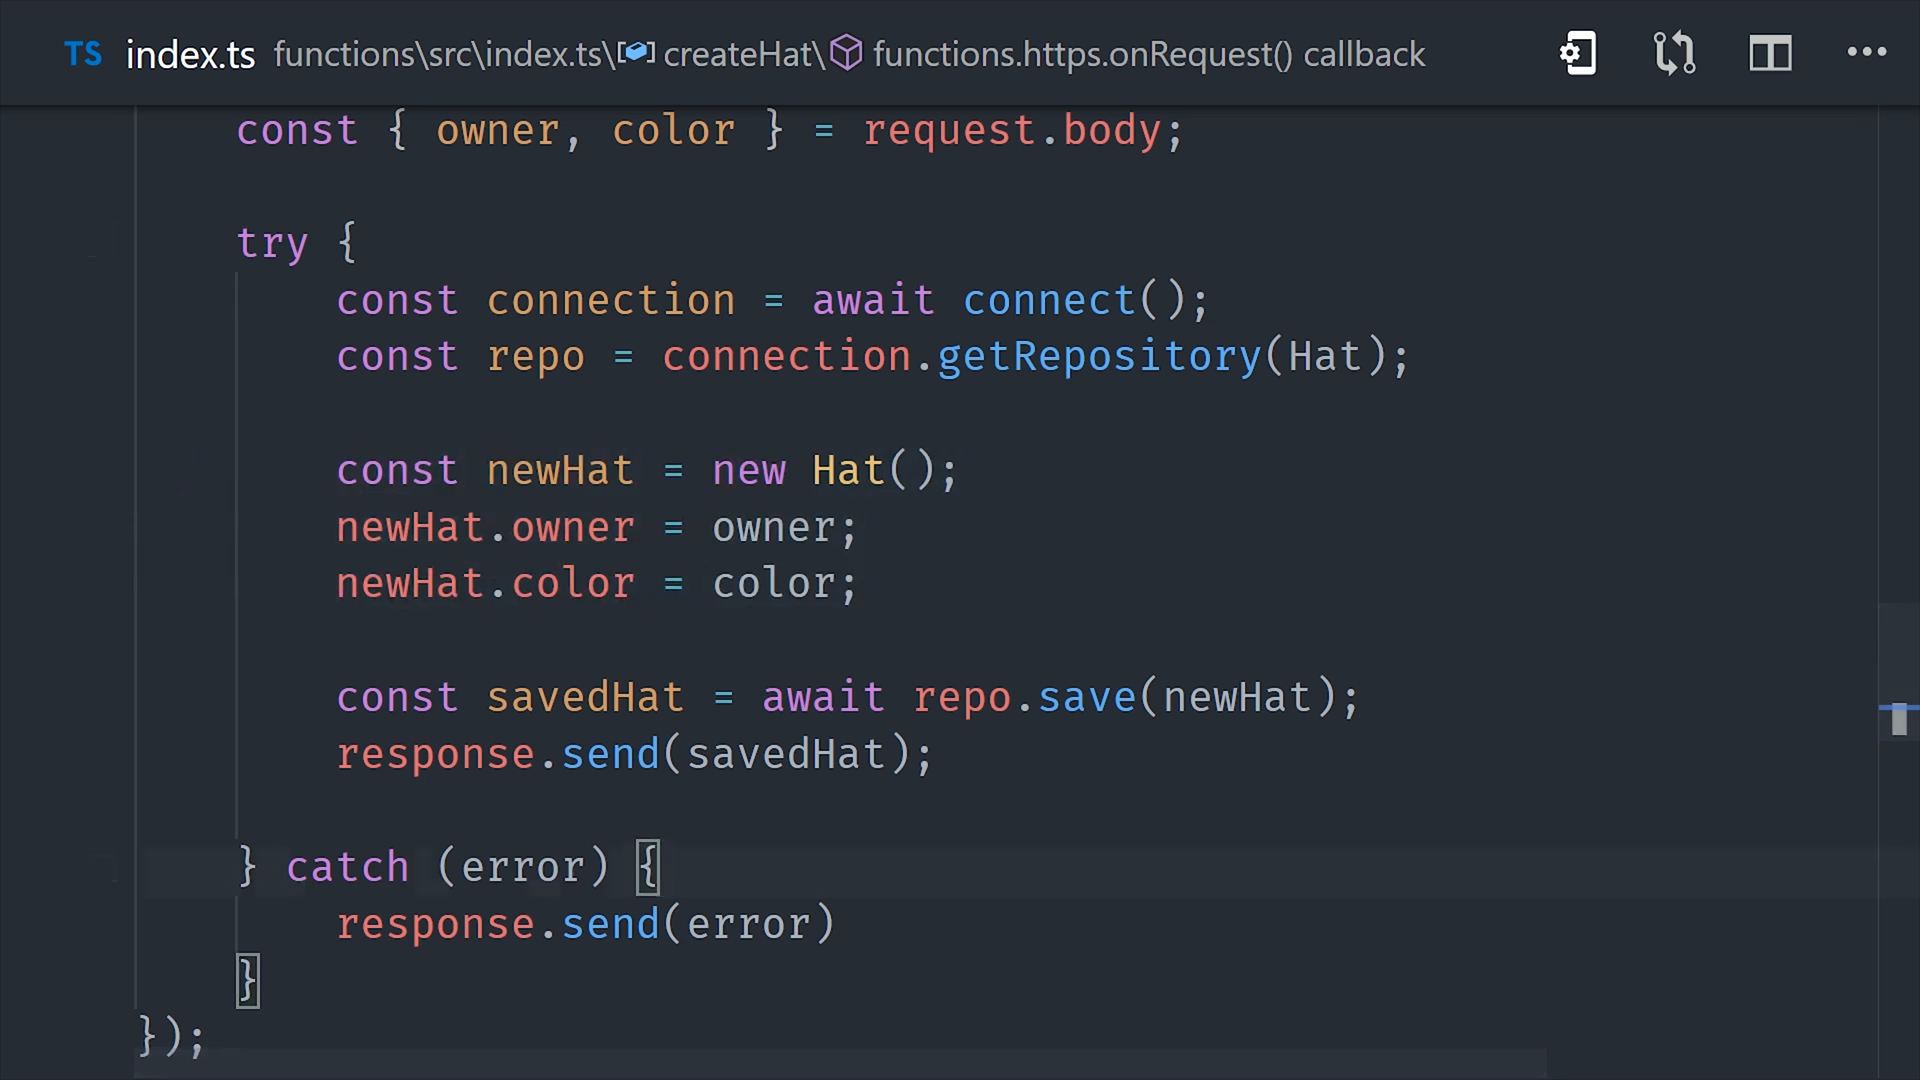 TS index.ts functions\src\index.ts\createHat\functions.https.onRequest() callback
const { owner, color } = request.body;
try {
const connection = await connect();
const repo = connection.getRepository(Hat);
const newHat = new Hat();
newHat.owner = owner;
newHat.color = color;
const savedHat = await repo.save(newHat);
response.send(savedHat);
} catch (error) {
response.send(error)
}
});